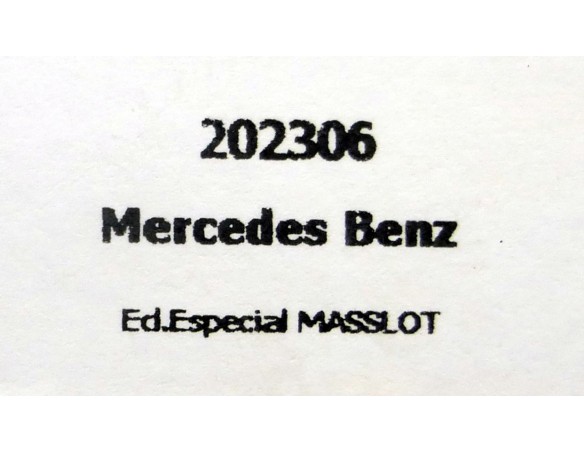 202306
Mercedes Benz
Ed.Especial MASSLOT